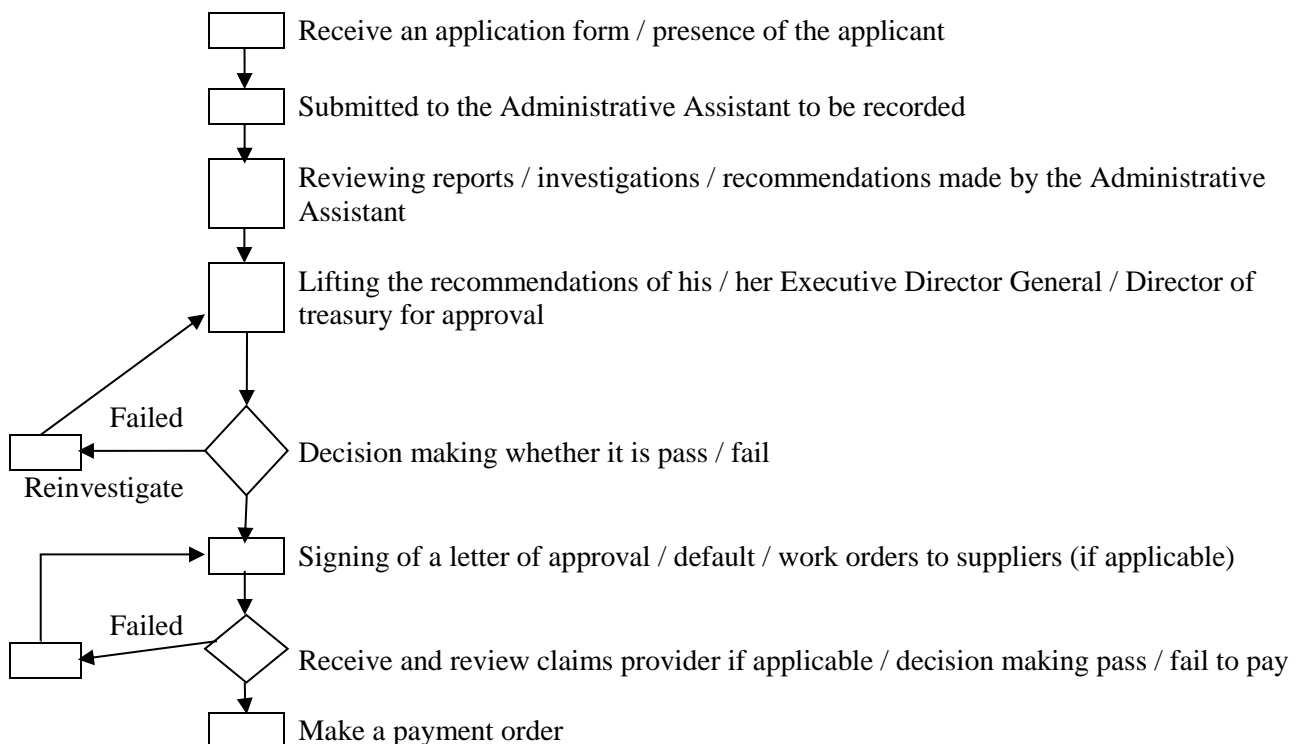 Receive an application form / presence of the applicant
Submitted to the Administrative Assistant to be recorded
Reviewing reports / investigations / recommendations made by the Administrative
Assistant
Lifting the recommendations of his / her Executive Director General / Director of
treasury for approval
Failed
Decision making whether it is pass / fail
Reinvestigate
Signing of a letter of approval / default / work orders to suppliers (if applicable)
Failed
Receive and review claims provider if applicable / decision making pass / fail to pay
Make a payment order